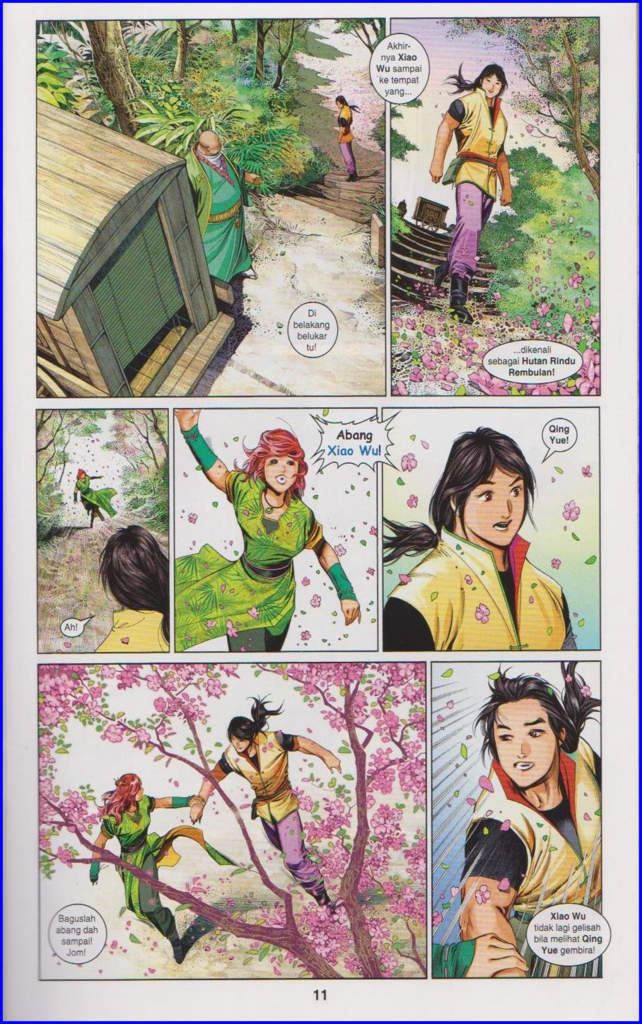 Di
belakang
belukar
tu!
Akhir-
nya Xiao
Wu sampai
ke tempat
yang...
...dikenali
sebagai Hutan Rindu
Rembulan!
Ah!
Abang
Xiao Wu!
Qing
Yue!
Baguslah
abang dah
sampai!
Jom!
Xiao Wu
tidak lagi gelisah
bila melihat Qing
Yue gembira!
11